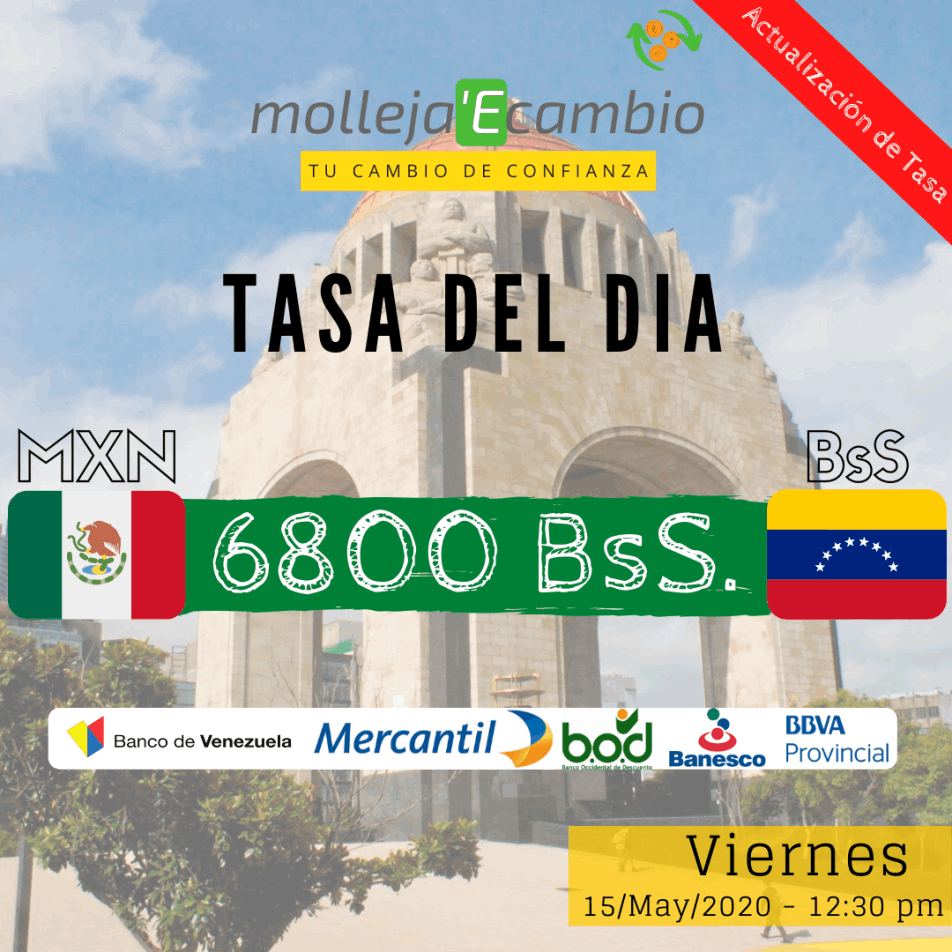 molleja'Ecambio
TU CAMBIO DE CONFIANZA
Actualización de Tasa
TASA DEL DIA
MXN
BsS
6800 BsS.
Banco de Venezuela
Mercantil
b.o.d
Banco Occidental de Descuento
Banesco
BBVA
Provincial
Viernes
15/May/2020 - 12:30 pm